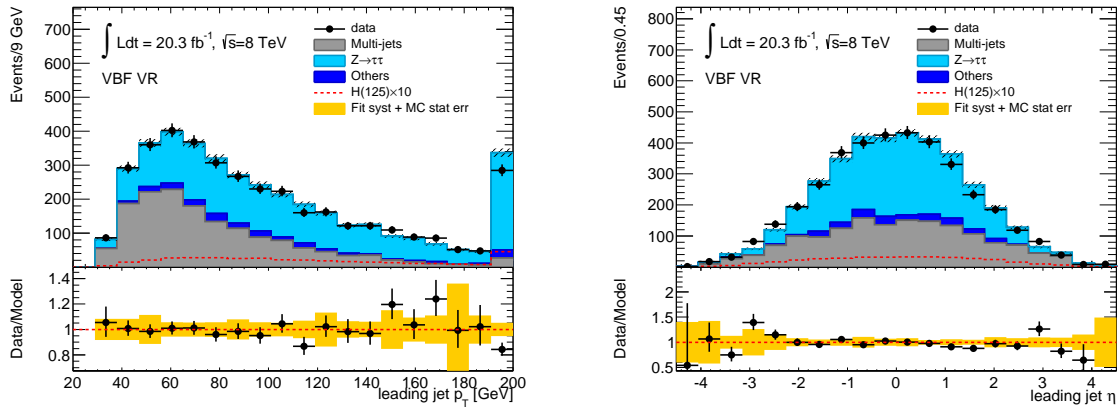 Events/9 GeV
700
600
500
400
300
200
100
∫ Ldt = 20.3 fb⁻¹, √s=8 TeV
VBF VR
data
Multi-jets
Z→ττ
Others
H(125)×10
Fit syst + MC stat err
Data/Model
1.4
1.2
1
0.8
20 40 60 80 100 120 140 160 180 200
leading jet p_T [GeV]
Events/0.45
800
700
600
500
400
300
200
100
∫ Ldt = 20.3 fb⁻¹, √s=8 TeV
VBF VR
data
Multi-jets
Z→ττ
Others
H(125)×10
Fit syst + MC stat err
Data/Model
2
1.5
1
0.5
-4 -3 -2 -1 0 1 2 3 4
leading jet η